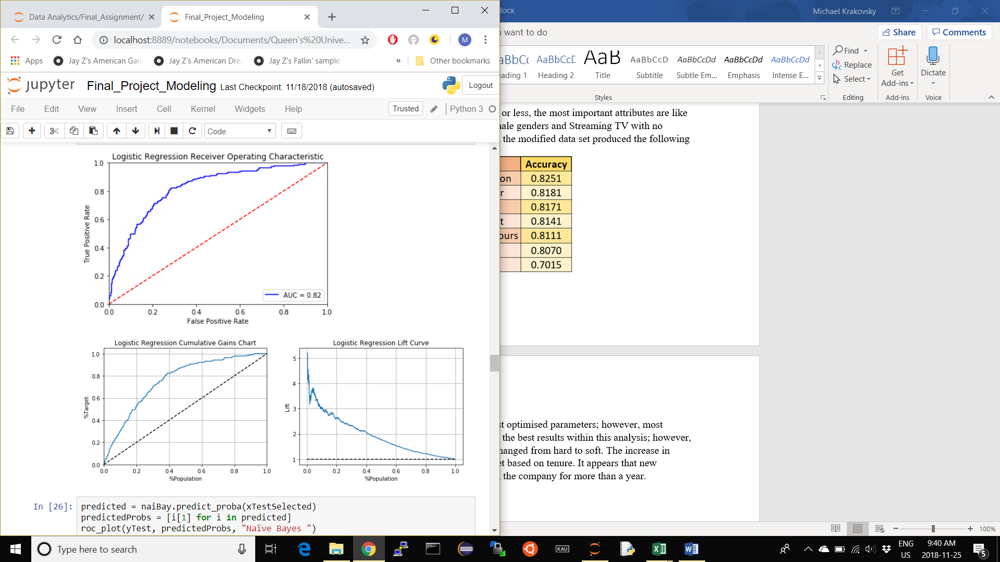 Data Analytics/Final_Assignment/
Final_Project_Modeling
localhost:8889/notebooks/Documents/Queen's%20Unive...
M
Apps
Jay Z's American Gan
Jay Z's American Dre
Jay Z's Fallin' sample
»
Other bookmarks
jupyter
Final_Project_Modeling Last Checkpoint: 11/18/2018 (autosaved)
Logout
File Edit View Insert Cell Kernel Widgets Help
Trusted
Python 3
Code
Logistic Regression Receiver Operating Characteristic
1.0
0.8
0.6
0.4
0.2
0.0
True Positive Rate
AUC = 0.82
0.0 0.2 0.4 0.6 0.8 1.0
False Positive Rate
Logistic Regression Cumulative Gains Chart
1.0
0.8
0.6
0.4
0.2
0.0
%Target
0.0 0.2 0.4 0.6 0.8 1.0
%Population
Logistic Regression Lift Curve
5
4
3
2
1
Lift
0.0 0.2 0.4 0.6 0.8 1.0
%Population
In [26]:
predicted = naiBay.predict_proba(xTestSelected)
predictedProbs = [i[1] for i in predicted]
roc_plot(yTest, predictedProbs, "Naïve Bayes ")
docx
Michael Krakovsky
want to do
Share
Comments
aBbCc AaBbCcC AaB AaBbCcD AaBbCcDd AaBbCcDd AaBbCcDd
eading 1 Heading 2 Title Subtitle Subtle Em... Emphasis Intense E...
Styles
Find
Replace
Select
Editing
Get
Add-ins
Add-ins
Dictate
Voice
or less, the most important attributes are like
ale genders and Streaming TV with no
the modified data set produced the following
Accuracy
on 0.8251
r 0.8181
0.8171
t 0.8141
ours 0.8111
0.8070
0.7015
st optimised parameters; however, most
the best results within this analysis; however,
hanged from hard to soft. The increase in
et based on tenure. It appears that new
the company for more than a year.
100%
Type here to search
KALI
ENG
US
9:40 AM
2018-11-25
5